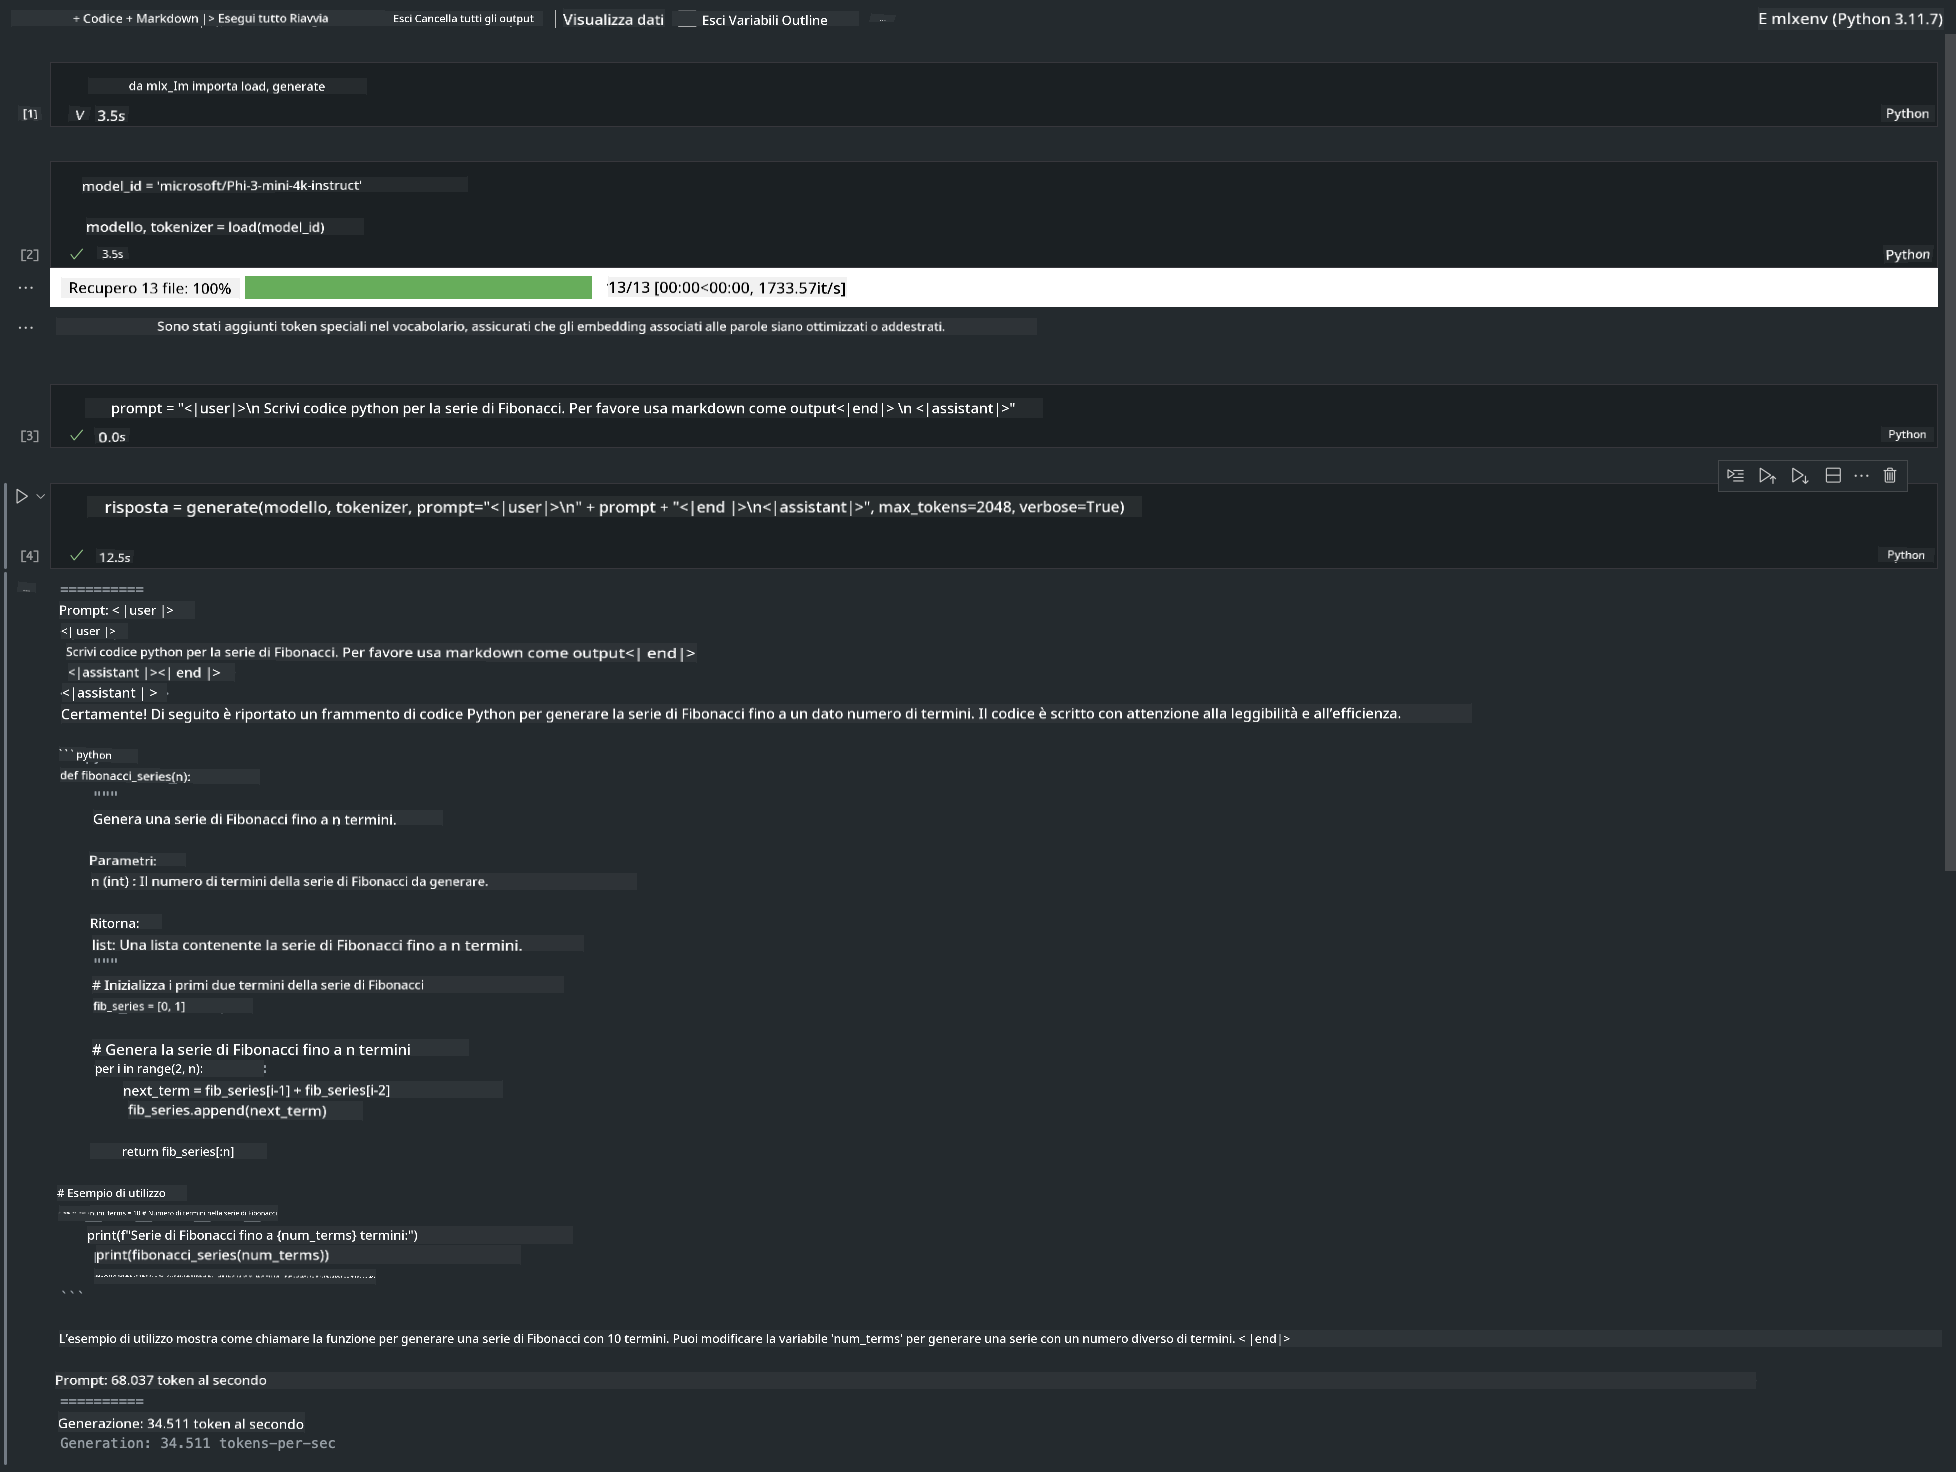 + Codice + Markdown |> Esegui tutto Riavvia Esci Cancella tutti gli output | Visualizza dati Esci Variabili Outline ... E mlxenv (Python 3.11.7)
da mlx_Im importa load, generate
[1] V 3.5s Python
model_id = 'microsoft/Phi-3-mini-4k-instruct'
modello, tokenizer = load(model_id)
[2] ✓ 3.5s Python
... Recupero 13 file: 100% 13/13 [00:00<00:00, 1733.57it/s]
... Sono stati aggiunti token speciali nel vocabolario, assicurati che gli embedding associati alle parole siano ottimizzati o addestrati.
prompt = "<|user|>\n Scrivi codice python per la serie di Fibonacci. Per favore usa markdown come output<|end|> \n <|assistant|>"
[3] ✓ 0.0s Python
risposta = generate(modello, tokenizer, prompt="<|user|>\n" + prompt + "<|end |>\n<|assistant|>", max_tokens=2048, verbose=True)
[4] ✓ 12.5s Python
==========
Prompt: < |user |>
<| user |>
Scrivi codice python per la serie di Fibonacci. Per favore usa markdown come output<| end|>
<|assistant |><| end |>
<|assistant | >
Certamente! Di seguito è riportato un frammento di codice Python per generare la serie di Fibonacci fino a un dato numero di termini. Il codice è scritto con attenzione alla leggibilità e all'efficienza.
```python
def fibonacci_series(n):
"""
Genera una serie di Fibonacci fino a n termini.
Parametri:
n (int) : Il numero di termini della serie di Fibonacci da generare.
Ritorna:
list: Una lista contenente la serie di Fibonacci fino a n termini.
"""
# Inizializza i primi due termini della serie di Fibonacci
fib_series = [0, 1]
# Genera la serie di Fibonacci fino a n termini
per i in range(2, n): :
next_term = fib_series[i-1] + fib_series[i-2]
fib_series.append(next_term)
return fib_series[:n]
# Esempio di utilizzo
num_terms = 10 # Numero di termini della serie di Fibonacci
print(f"Serie di Fibonacci fino a {num_terms} termini:")
print(fibonacci_series(num_terms))
```
L'esempio di utilizzo mostra come chiamare la funzione per generare una serie di Fibonacci con 10 termini. Puoi modificare la variabile 'num_terms' per generare una serie con un numero diverso di termini. < |end|>
Prompt: 68.037 token al secondo
==========
Generazione: 34.511 token al secondo
Generation: 34.511 tokens-per-sec